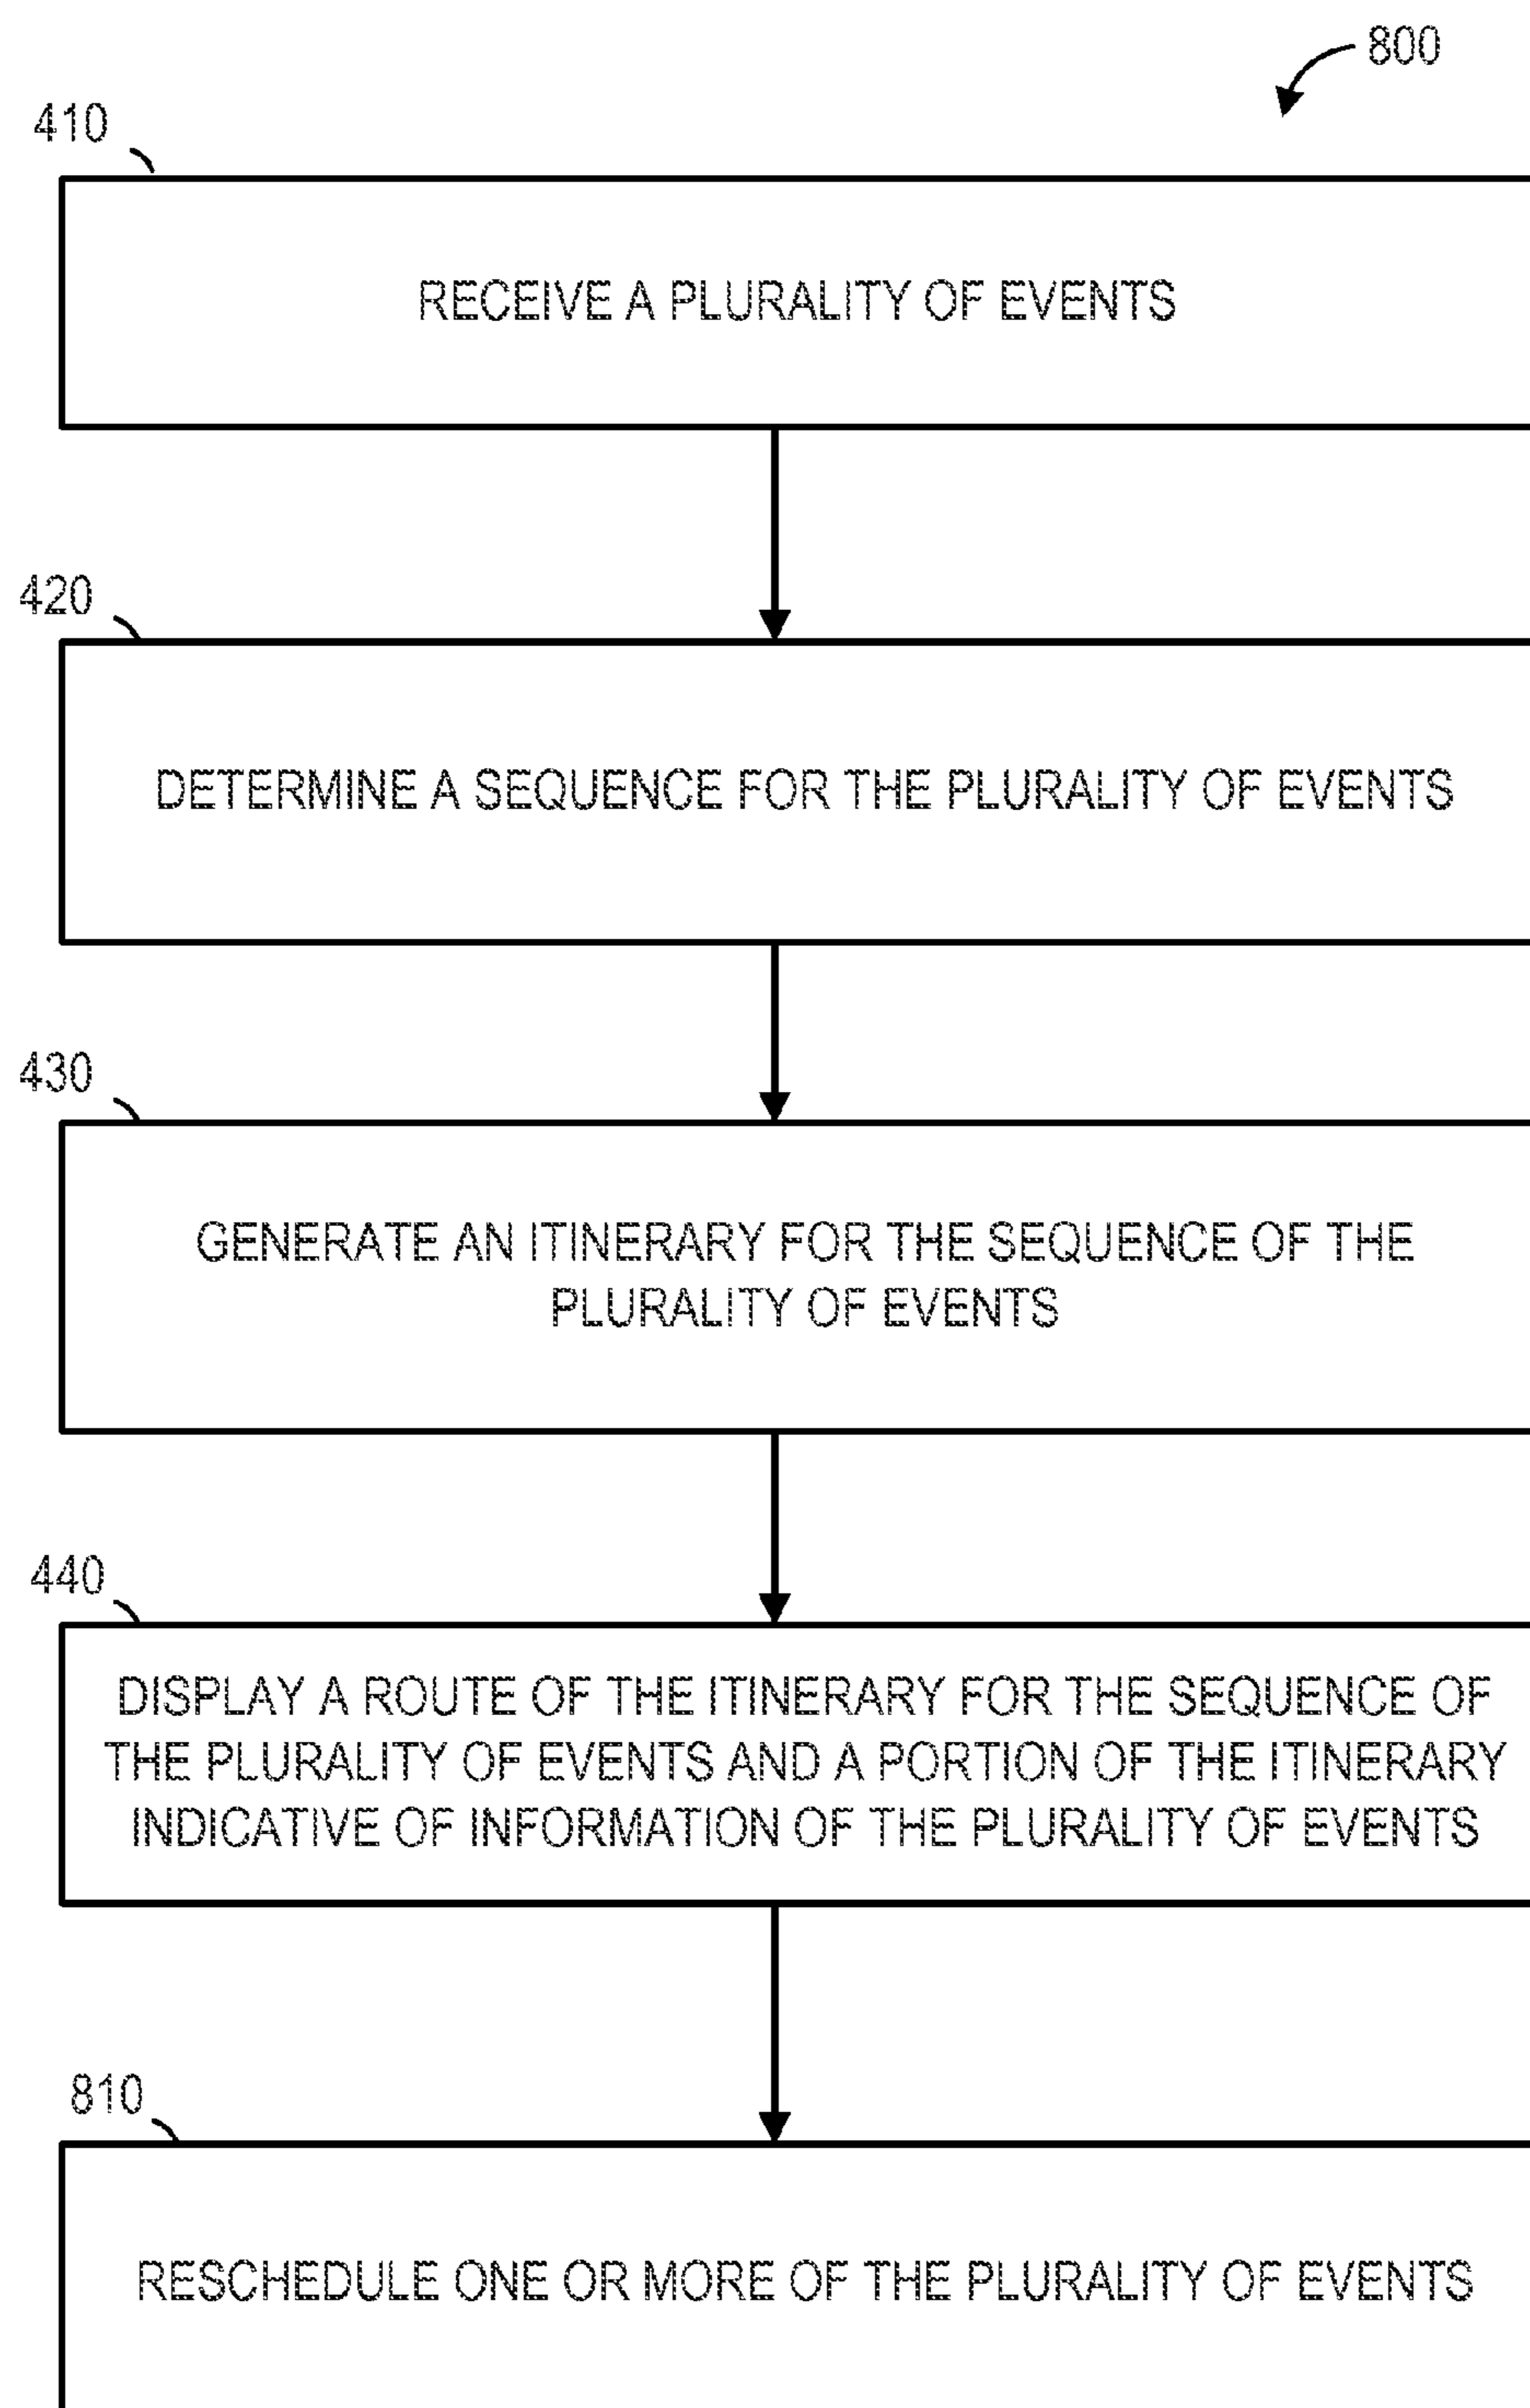 800
410
RECEIVE A PLURALITY OF EVENTS
420
DETERMINE A SEQUENCE FOR THE PLURALITY OF EVENTS
430
GENERATE AN ITINERARY FOR THE SEQUENCE OF THE
PLURALITY OF EVENTS
440
DISPLAY A ROUTE OF THE ITINERARY FOR THE SEQUENCE OF
THE PLURALITY OF EVENTS AND A PORTION OF THE ITINERARY
INDICATIVE OF INFORMATION OF THE PLURALITY OF EVENTS
810
RESCHEDULE ONE OR MORE OF THE PLURALITY OF EVENTS